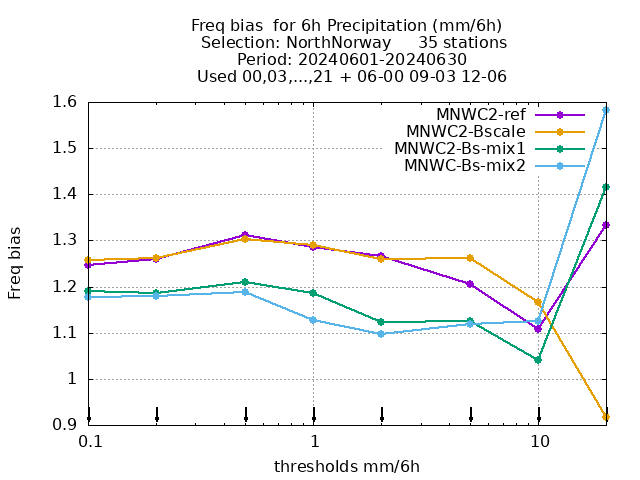 Freq bias  for 6h Precipitation (mm/6h)
Selection: NorthNorway     35 stations
Period: 20240601-20240630
Used 00,03,...,21 + 06-00 09-03 12-06
MNWC2-ref
MNWC2-Bscale
MNWC2-Bs-mix1
MNWC-Bs-mix2
Freq bias
1.6
1.5
1.4
1.3
1.2
1.1
1
0.9
0.1
1
10
thresholds mm/6h